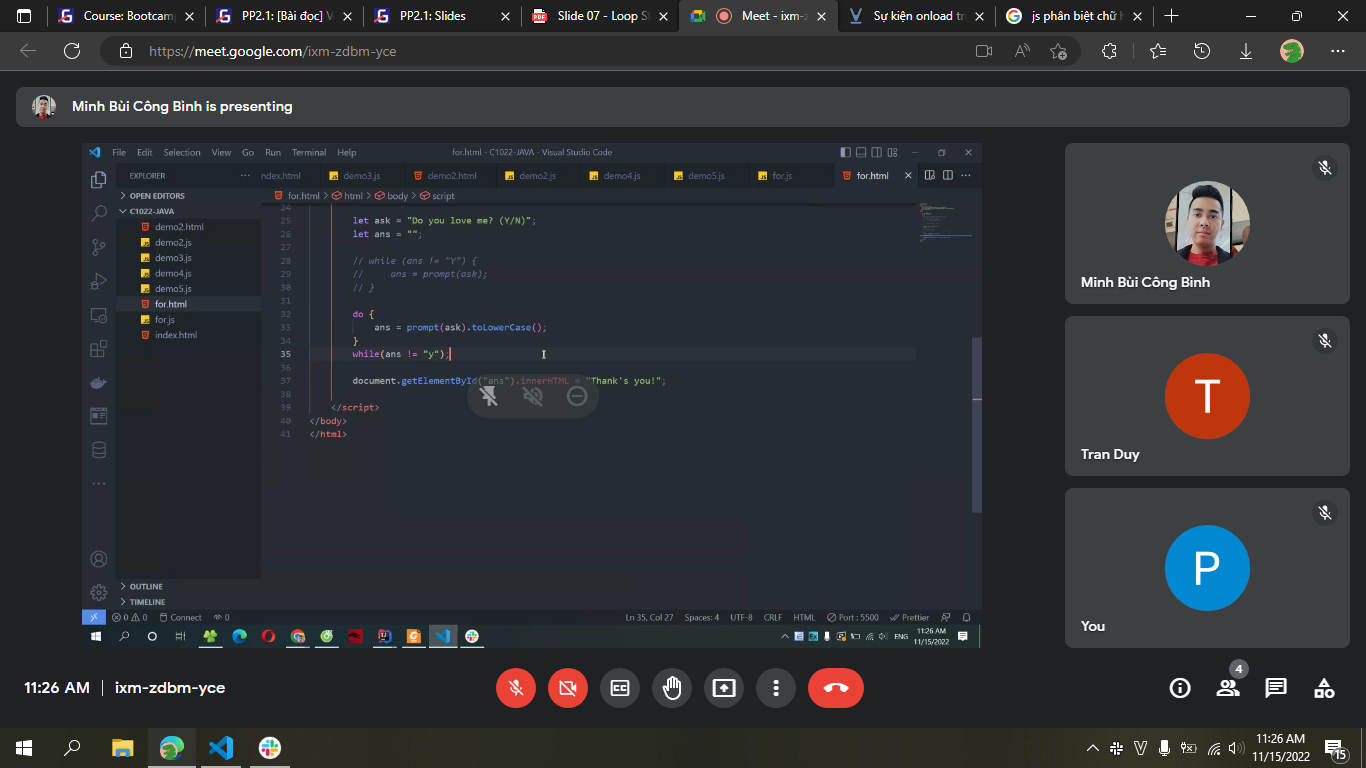 Course: Bootcamp
PP2.1: [Bài đọc] V
PP2.1: Slides
Slide 07 - Loop St
Meet - ixm-z
Sự kiện onload tr
js phân biệt chữ h
https://meet.google.com/ixm-zdbm-yce
Minh Bùi Công Bình is presenting
File Edit Selection View Go Run Terminal Help
for.html - C1022-JAVA - Visual Studio Code
EXPLORER
ndex.html demo3.js demo2.html demo2.js demo4.js demo5.js for.js for.html
OPEN EDITORS
C1022-JAVA
demo2.html
demo2.js
demo3.js
demo4.js
demo5.js
for.html
for.js
index.html
OUTLINE
TIMELINE
for.html > html > body > script
24
25 let ask = "Do you love me? (Y/N)";
26 let ans = "";
27
28 // while (ans != "Y") {
29 // ans = prompt(ask);
30 // }
31
32 do {
33 ans = prompt(ask).toLowerCase();
34 }
35 while(ans != "y");
36
37 document.getElementById("ans").innerHTML = "Thank's you!";
38
39 </script>
40 </body>
41 </html>
0 0 Connect 0
Ln 35, Col 27 Spaces: 4 UTF-8 CRLF HTML Port : 5500 Prettier
ENG 11:26 AM
11/15/2022
Minh Bùi Công Bình
T
Tran Duy
P
You
11:26 AM | ixm-zdbm-yce
4
11:26 AM
11/15/2022
15